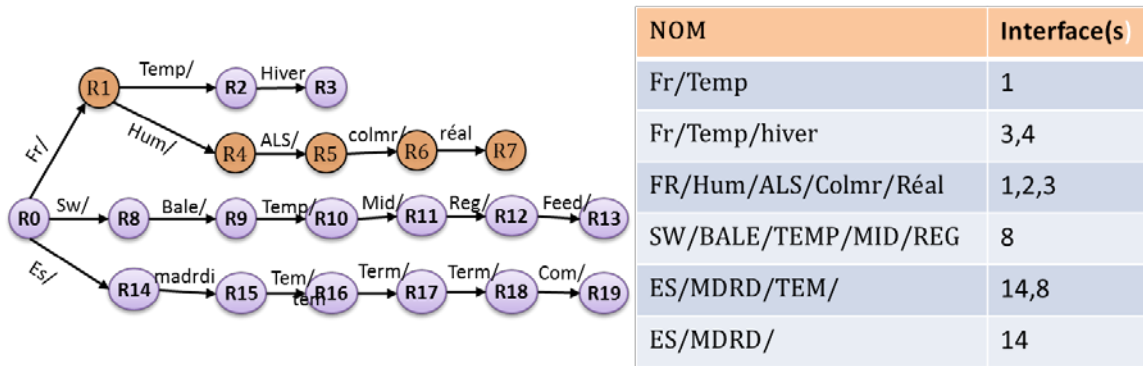 Temp/ Hiver
R1 R2 R3
Fr/ Hum/ ALS/ colmr/ réal
R4 R5 R6 R7
Sw/ Bale/ Temp/ Mid/ Reg/ Feed/
R0 R8 R9 R10 R11 R12 R13
Es/ madrdi Tem/ tem Term/ Term/ Com/
R14 R15 R16 R17 R18 R19
NOM Interface(s)
Fr/Temp 1
Fr/Temp/hiver 3,4
FR/Hum/ALS/Colmr/Réal 1,2,3
SW/BALE/TEMP/MID/REG 8
ES/MDRD/TEM/ 14,8
ES/MDRD/ 14